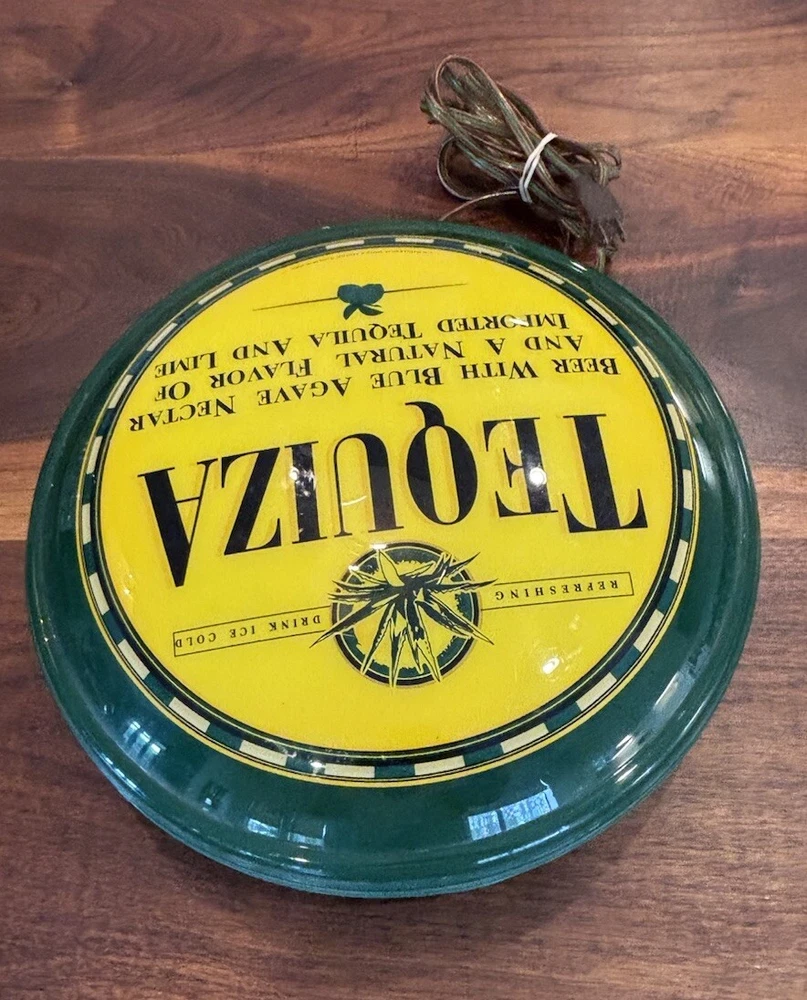 REFRESHING DRINK ICE COLD
TEQUIZA
BEER WITH BLUE AGAVE NECTAR
AND A NATURAL FLAVOR OF
IMPORTED TEQUILA AND LIME